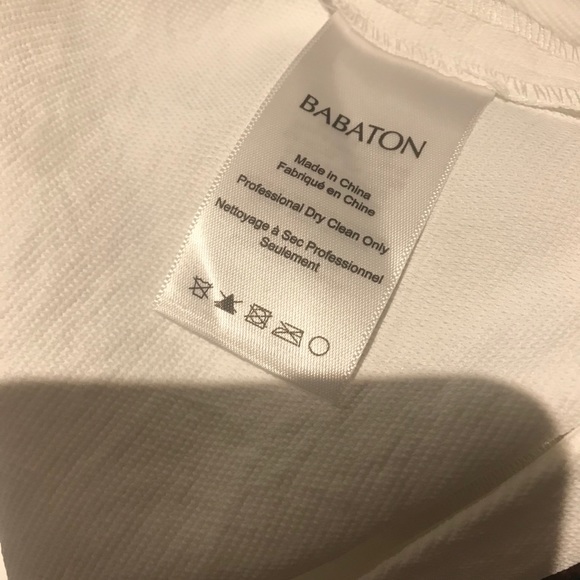 BABATON
Made in China
Fabriqué en Chine
Professional Dry Clean Only
Nettoyage à Sec Professionnel
Seulement